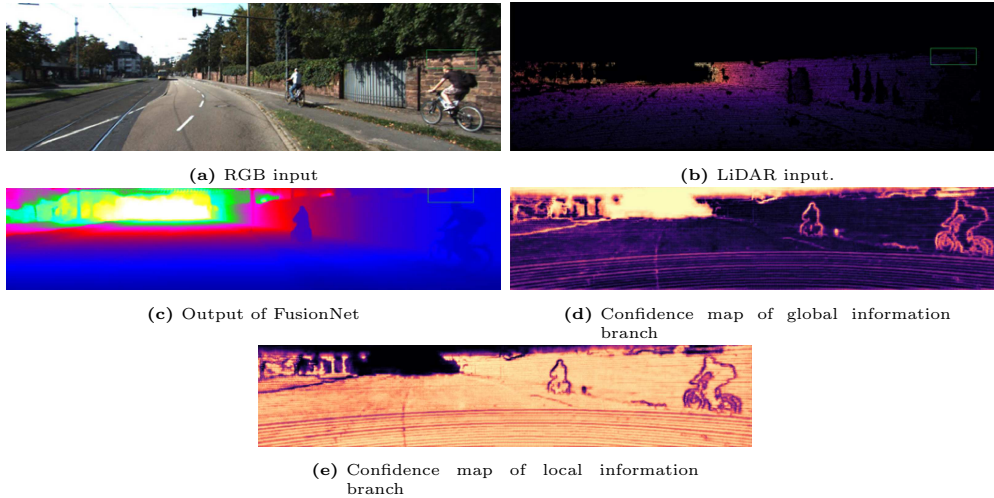 (a) RGB input
(b) LiDAR input.
(c) Output of FusionNet
(d) Confidence map of global information
branch
(e) Confidence map of local information
branch